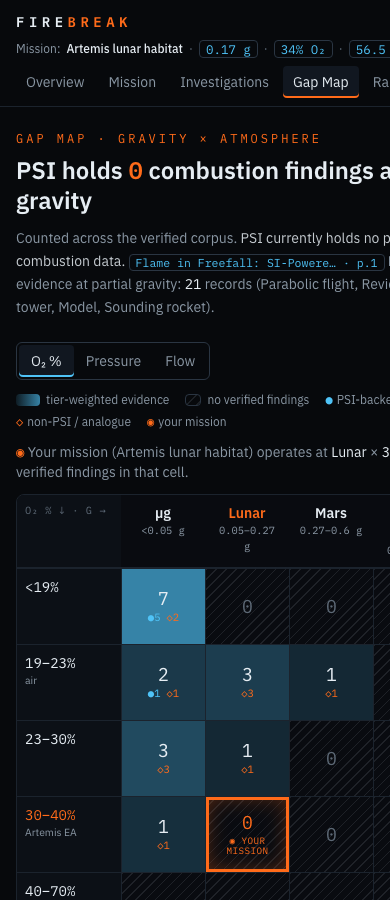 FIREBREAK
Mission: Artemis lunar habitat · 0.17 g · 34% O₂ · 56.5
Overview Mission Investigations Gap Map Ra
GAP MAP · GRAVITY × ATMOSPHERE
PSI holds 0 combustion findings a
gravity
Counted across the verified corpus. PSI currently holds no p
combustion data. Flame in Freefall: SI-Powere… · p.1
evidence at partial gravity: 21 records (Parabolic flight, Revi
tower, Model, Sounding rocket).
O₂ % Pressure Flow
tier-weighted evidence no verified findings ● PSI-backe
◇ non-PSI / analogue ◉ your mission
◉ Your mission (Artemis lunar habitat) operates at Lunar × 3
verified findings in that cell.
O₂ % ↓ · G → µg Lunar Mars
<0.05 g 0.05–0.27 g 0.27–0.6 g
<19% 7 0 0
●5 ◇2
19–23% 2 3 1
air ●1 ◇1 ◇3 ◇1
23–30% 3 1 0
◇3 ◇1
30–40% 1 0 0
Artemis EA ◇1 ◉ YOUR MISSION
40–70%